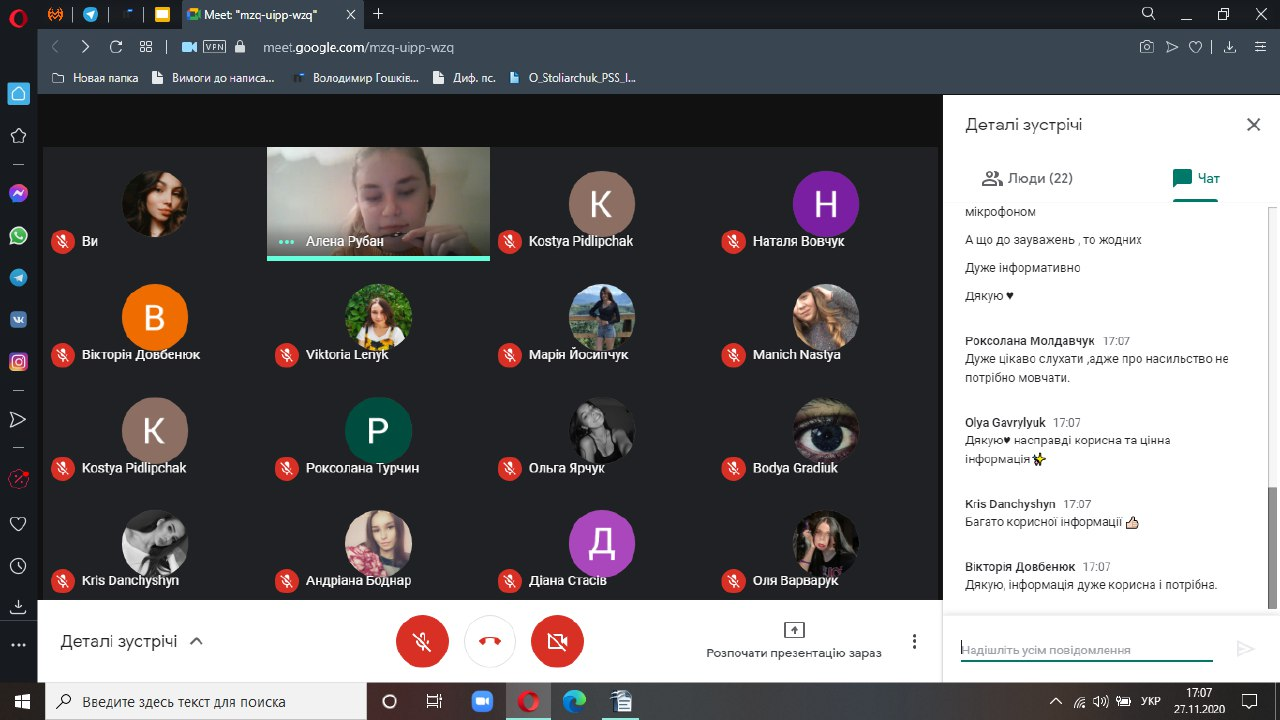 Meet "mzq-uipp-wzq"
VPN
meet.google.com/mzq-uipp-wzq
Новая папка
Вимоги до написа...
Володимир Гошків...
Диф. пс.
O_Stoliarchuk_PSS_I...
Ви
Алена Рубан
Kostya Pidlipchak
Н
Наталя Вовчук
К
В
Вікторія Довбенюк
Viktoria Lenyk
Марія Йосипчук
Manich Nastya
К
Kostya Pidlipchak
Р
Роксолана Турчин
Ольга Ярчук
Bodya Gradiuk
Kris Danchyshyn
Андріана Боднар
Д
Діана Стасів
Оля Варварук
Деталі зустрічі
Люди (22)
Чат
мікрофоном
А що до зауважень , то жодних
Дуже інформативно
Дякую ♥
Роксолана Молдавчук 17:07
Дуже цікаво слухати ,адже про насильство не
потрібно мовчати.
Olya Gavrylyuk 17:07
Дякую♥ насправді корисна та цінна
інформація✨
Kris Danchyshyn 17:07
Багато корисної інформації 👍🏻
Вікторія Довбенюк 17:07
Дякую, інформація дуже корисна і потрібна.
Надішліть усім повідомлення
Деталі зустрічі
Розпочати презентацію зараз
Введите здесь текст для поиска
УКР
17:07
27.11.2020